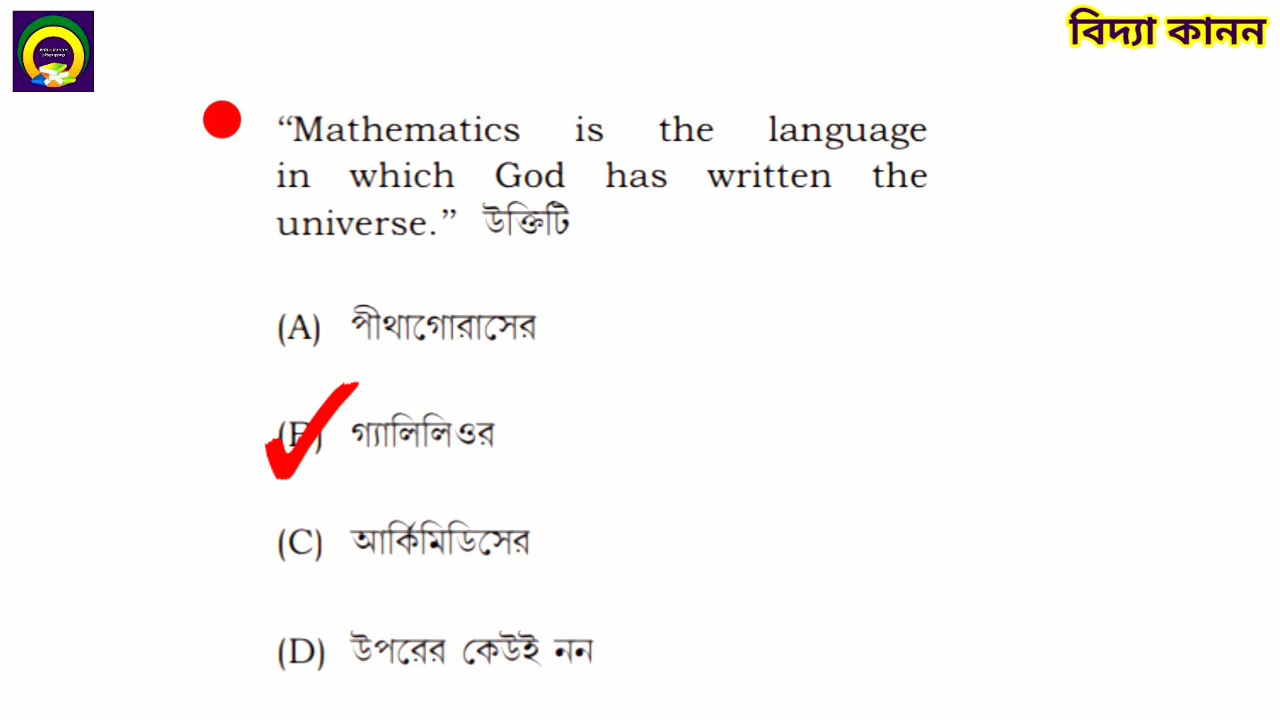 বিদ্যা কানন
“Mathematics is the language
in which God has written the
universe.” উক্তিটি
(A) পীথাগোরাসের
(B) গ্যালিলিওর
(C) আর্কিমিডিসের
(D) উপরের কেউই নন